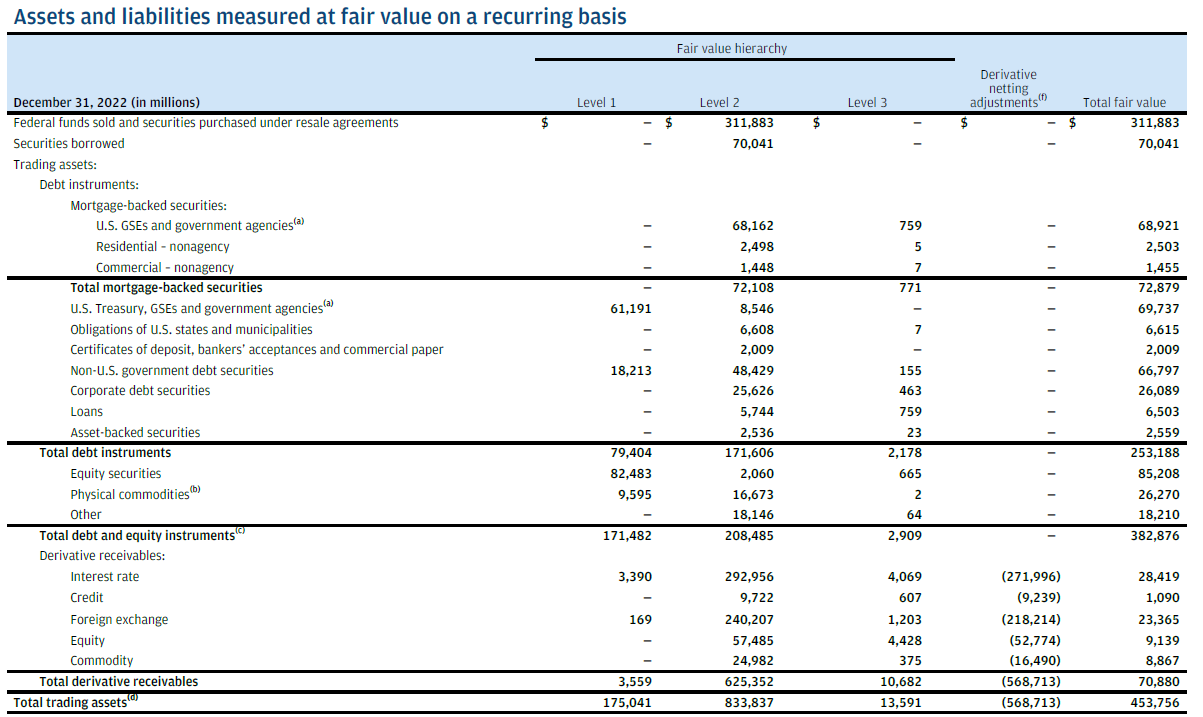 Assets and liabilities measured at fair value on a recurring basis
Fair value hierarchy
Derivative
netting
December 31, 2022 (in millions) Level 1 Level 2 Level 3 adjustments(f) Total fair value
Federal funds sold and securities purchased under resale agreements $ – $ 311,883 $ – $ – $ 311,883
Securities borrowed – 70,041 – – 70,041
Trading assets:
Debt instruments:
Mortgage-backed securities:
U.S. GSEs and government agencies(a) – 68,162 759 – 68,921
Residential – nonagency – 2,498 5 – 2,503
Commercial – nonagency – 1,448 7 – 1,455
Total mortgage-backed securities – 72,108 771 – 72,879
U.S. Treasury, GSEs and government agencies(a) 61,191 8,546 – – 69,737
Obligations of U.S. states and municipalities – 6,608 7 – 6,615
Certificates of deposit, bankers’ acceptances and commercial paper – 2,009 – – 2,009
Non-U.S. government debt securities 18,213 48,429 155 – 66,797
Corporate debt securities – 25,626 463 – 26,089
Loans – 5,744 759 – 6,503
Asset-backed securities – 2,536 23 – 2,559
Total debt instruments 79,404 171,606 2,178 – 253,188
Equity securities 82,483 2,060 665 – 85,208
Physical commodities(b) 9,595 16,673 2 – 26,270
Other – 18,146 64 – 18,210
Total debt and equity instruments(c) 171,482 208,485 2,909 – 382,876
Derivative receivables:
Interest rate 3,390 292,956 4,069 (271,996) 28,419
Credit – 9,722 607 (9,239) 1,090
Foreign exchange 169 240,207 1,203 (218,214) 23,365
Equity – 57,485 4,428 (52,774) 9,139
Commodity – 24,982 375 (16,490) 8,867
Total derivative receivables 3,559 625,352 10,682 (568,713) 70,880
Total trading assets(d) 175,041 833,837 13,591 (568,713) 453,756